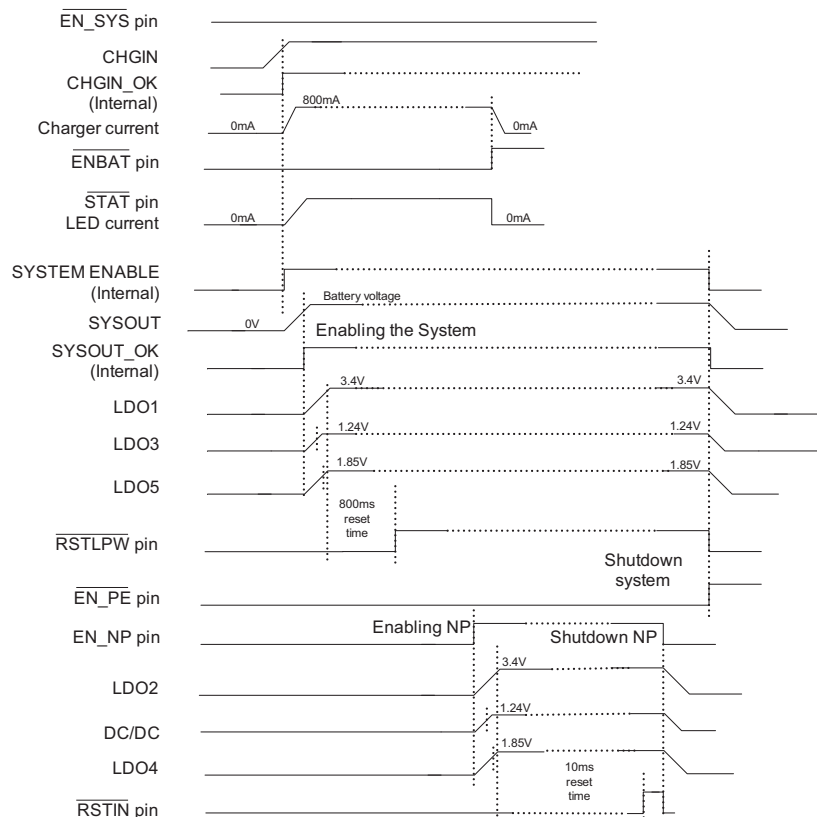 EN_SYS pin
CHGIN
CHGIN_OK
(Internal)
800mA
Charger current 0mA 0mA
ENBAT pin
STAT pin
LED current 0mA 0mA
SYSTEM ENABLE
(Internal)
Battery voltage
SYSOUT 0V
Enabling the System
SYSOUT_OK
(Internal)
3.4V 3.4V
LDO1
1.24V 1.24V
LDO3
1.85V 1.85V
LDO5
800ms
reset
time
RSTLPW pin
Shutdown
system
EN_PE pin
EN_NP pin Enabling NP Shutdown NP
3.4V
LDO2
1.24V
DC/DC
1.85V
LDO4
10ms
reset
time
RSTIN pin